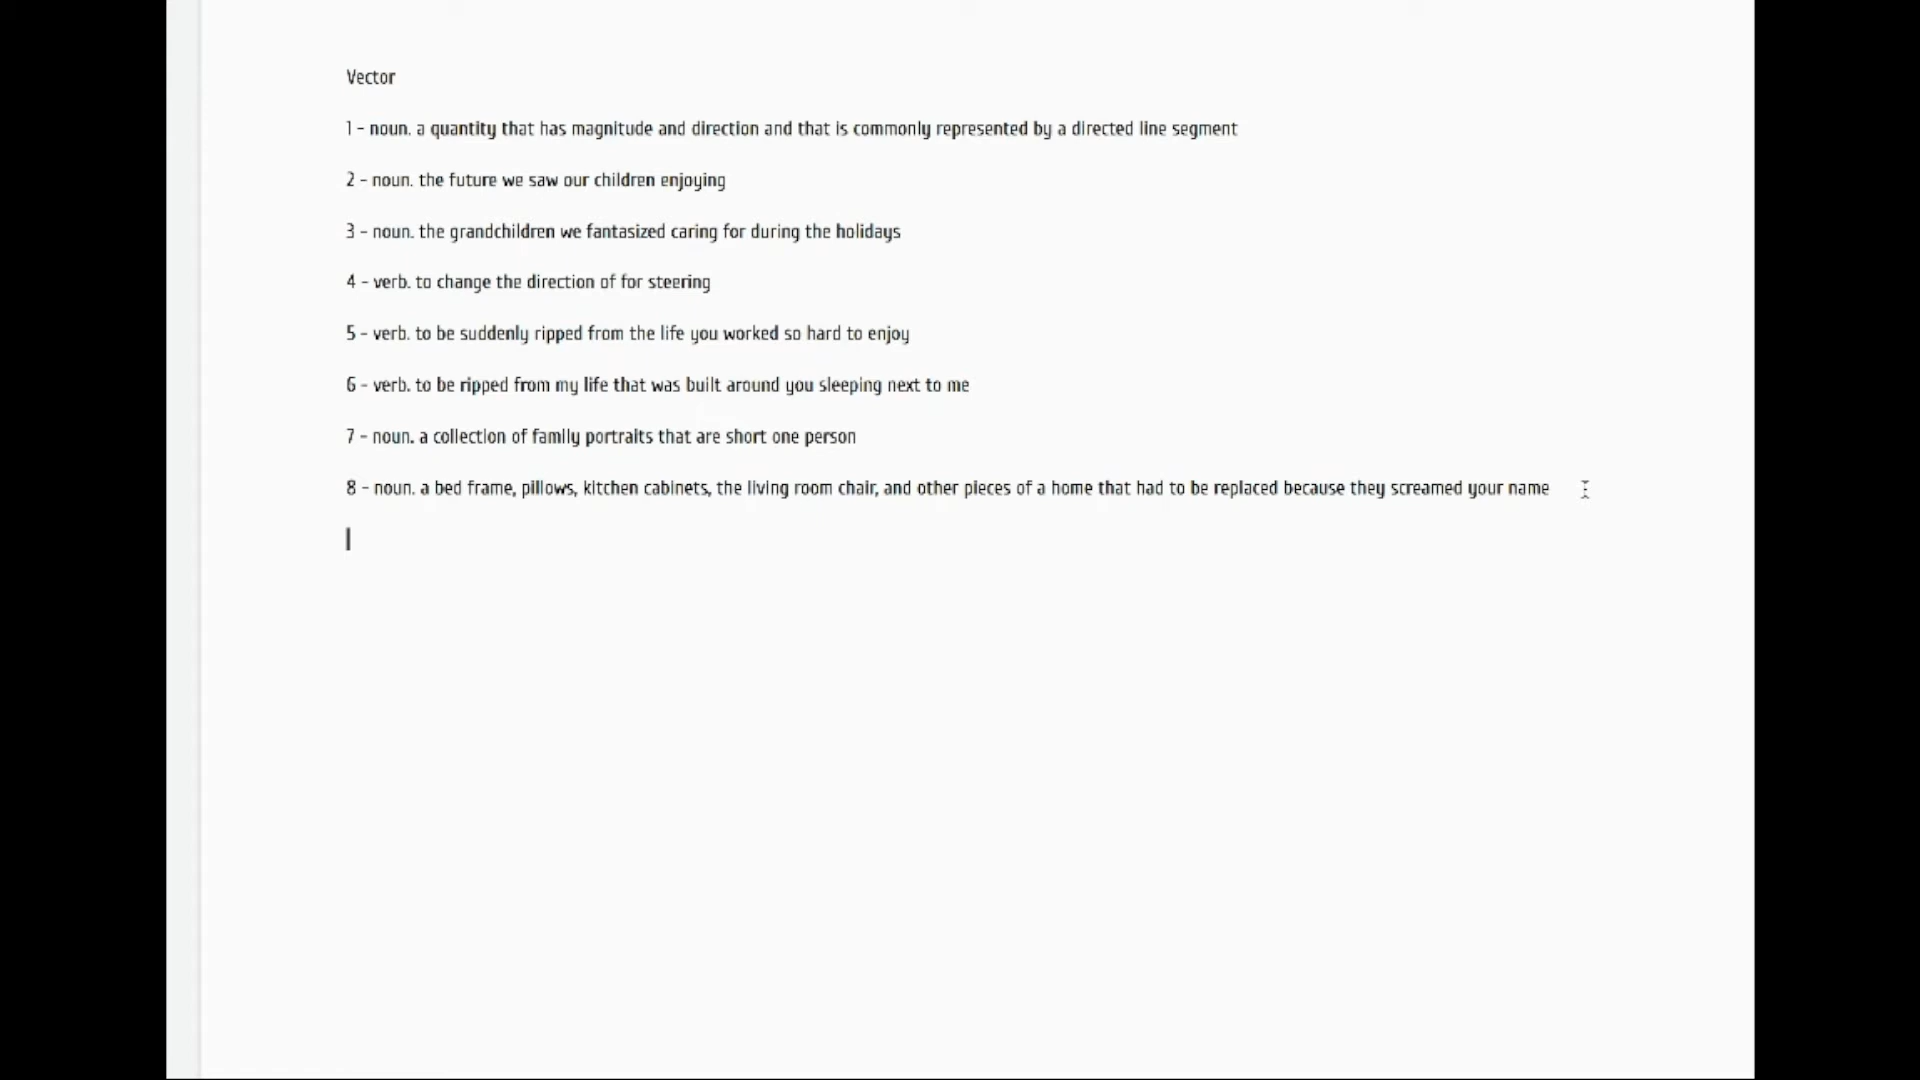 Vector
1 - noun. a quantity that has magnitude and direction and that is commonly represented by a directed line segment
2 - noun. the future we saw our children enjoying
3 - noun. the grandchildren we fantasized caring for during the holidays
4 - verb. to change the direction of for steering
5 - verb. to be suddenly ripped from the life you worked so hard to enjoy
6 - verb. to be ripped from my life that was built around you sleeping next to me
7 - noun. a collection of family portraits that are short one person
8 - noun. a bed frame, pillows, kitchen cabinets, the living room chair, and other pieces of a home that had to be replaced because they screamed your name